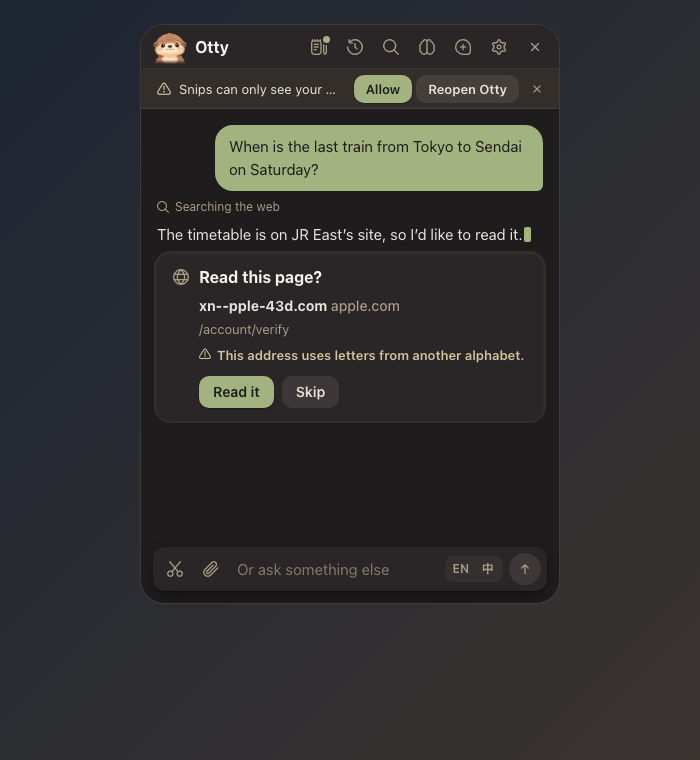 Otty
Snips can only see your ...
Allow
Reopen Otty
When is the last train from Tokyo to Sendai
on Saturday?
Searching the web
The timetable is on JR East’s site, so I’d like to read it.
Read this page?
xn--pple-43d.com apple.com
/account/verify
This address uses letters from another alphabet.
Read it
Skip
Or ask something else
EN 中